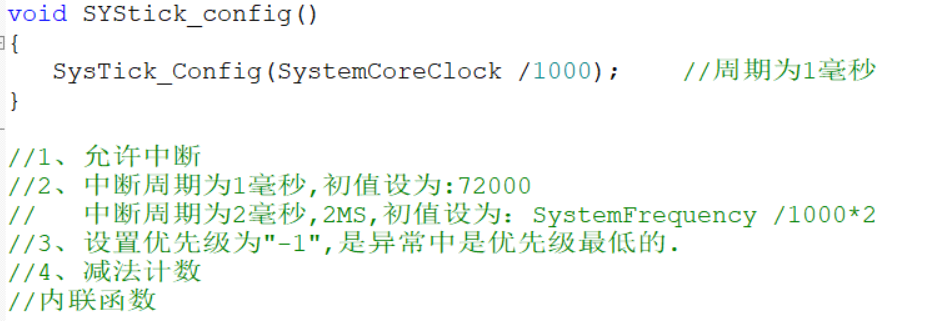 void SYStick_config()
{
SysTick_Config(SystemCoreClock /1000); //周期为1毫秒
}
//1、允许中断
//2、中断周期为1毫秒,初值设为:72000
// 中断周期为2毫秒,2MS,初值设为：SystemFrequency /1000*2
//3、设置优先级为"-1",是异常中是优先级最低的.
//4、减法计数
//内联函数